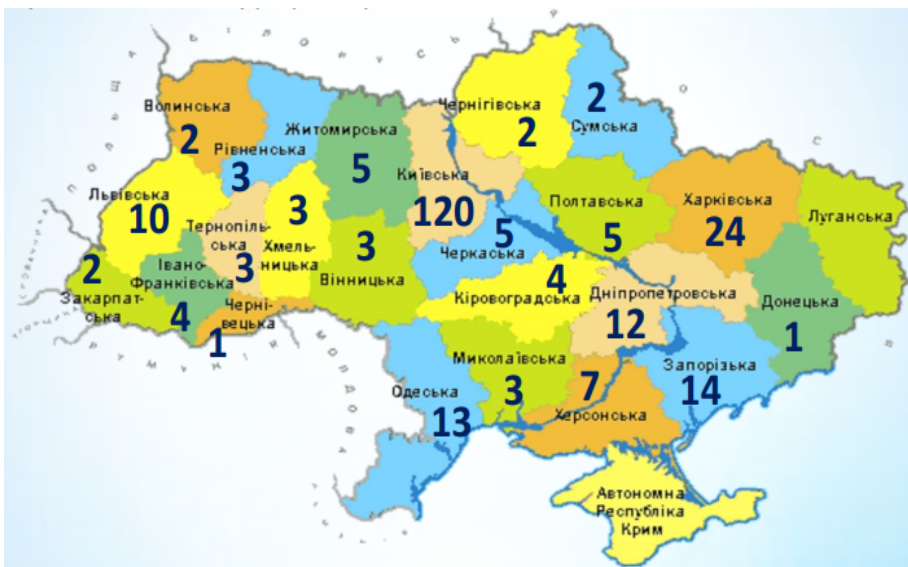 Волинська
2
Рівненська
3
Житомирська
5
Київська
120
Чернігівська
2
2
Сумська
Львівська
10
Тернопіль-
ська
3
3
Хмель-
ницька
3
Вінницька
5
Черкаська
Полтавська
5
Харківська
24
Луганська
2
Закарпат-
ська
Івано-
Франківська
4
Черні-
вецька
1
4
Кіровоградська
Дніпропетровська
12
Донецька
1
Одеська
13
Миколаївська
3
7
Херсонська
Запорізька
14
Автономна
Республіка
Крим
МОЛДОВА
РУМУНІЯ